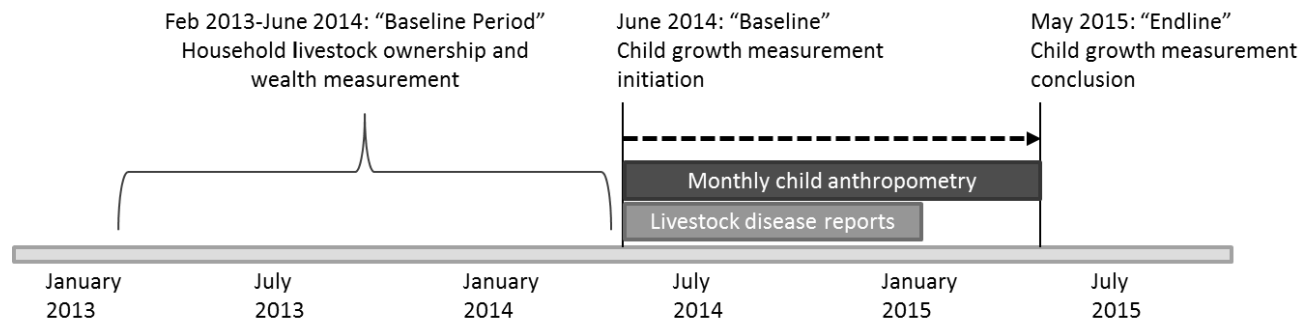 Feb 2013-June 2014: “Baseline Period”
Household livestock ownership and
wealth measurement
June 2014: “Baseline”
Child growth measurement
initiation
May 2015: “Endline”
Child growth measurement
conclusion
Monthly child anthropometry
Livestock disease reports
January
2013
July
2013
January
2014
July
2014
January
2015
July
2015